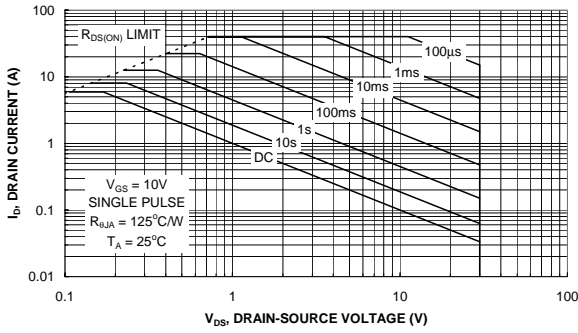 100
R_DS(ON) LIMIT
100µs
10
1ms
10ms
100ms
1s
1
10s
DC
V_GS = 10V
SINGLE PULSE
R_θJA = 125°C/W
T_A = 25°C
0.1
0.01
0.1
1
10
100
I_D, DRAIN CURRENT (A)
V_DS, DRAIN-SOURCE VOLTAGE (V)